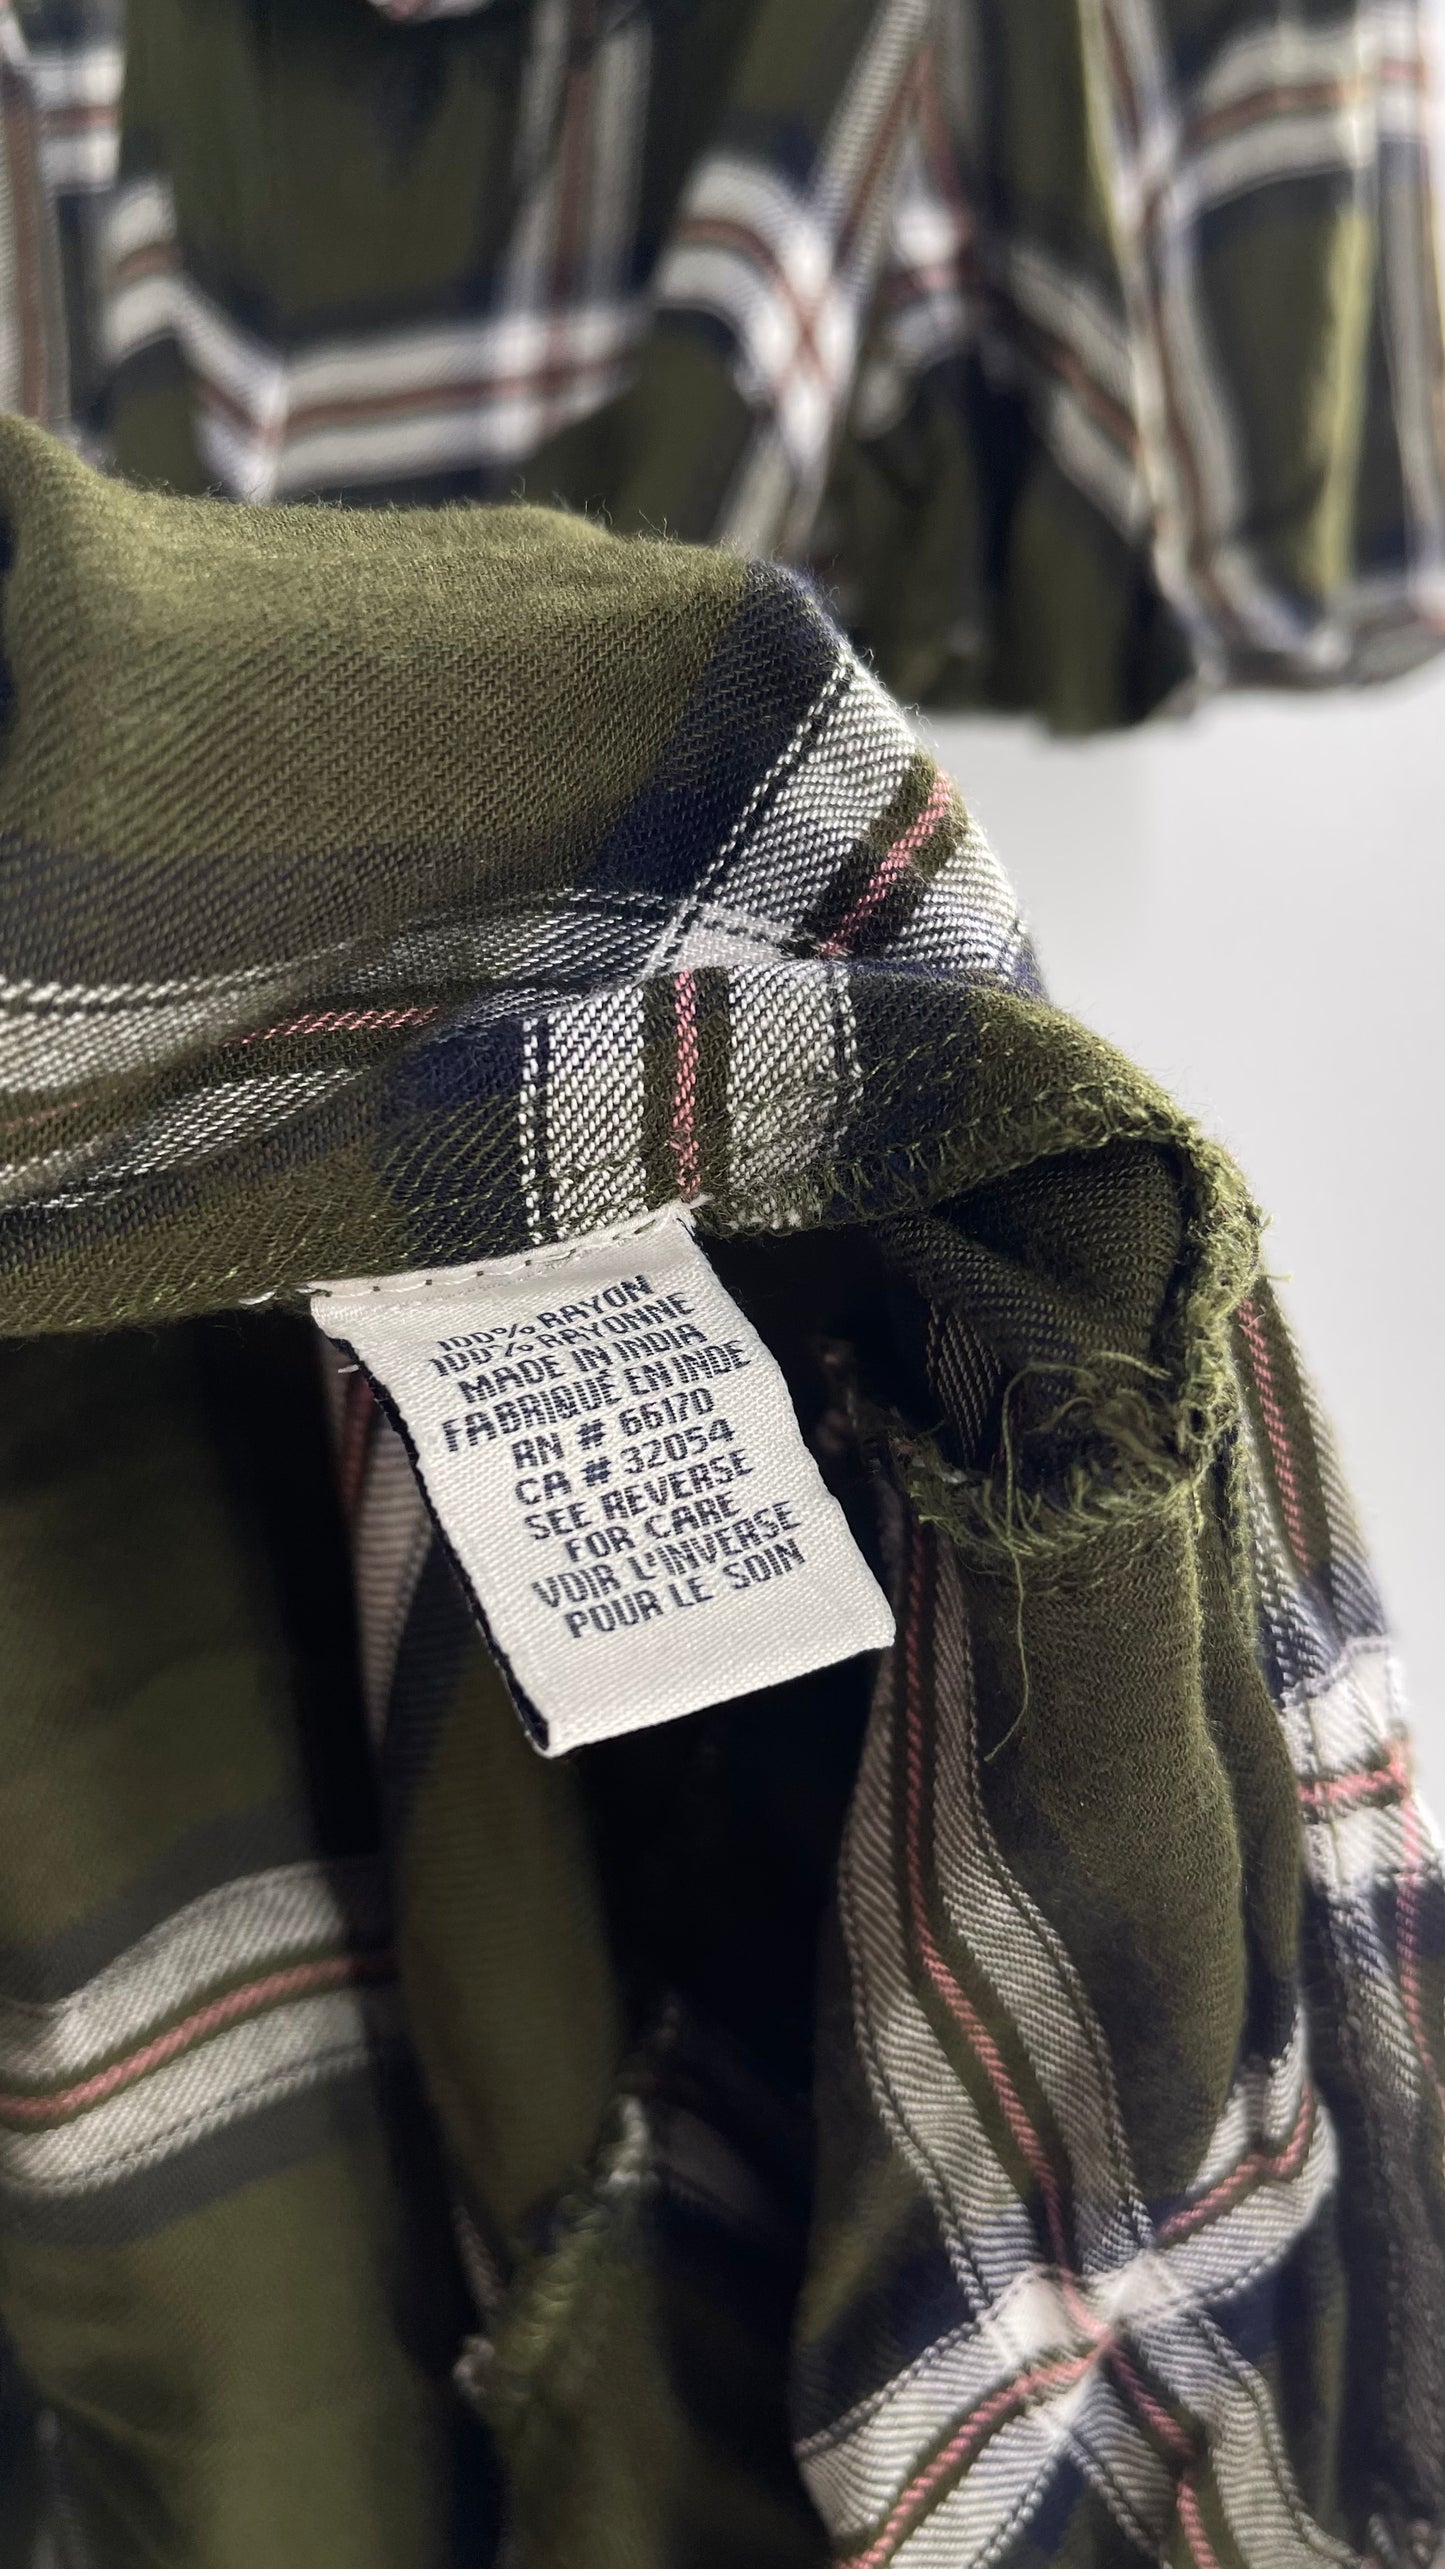 100% RAYON
100% RAYONNE
MADE IN INDIA
FABRIQUE EN INDE
RN # 66170
CA # 32054
SEE REVERSE
FOR CARE
VOIR L'INVERSE
POUR LE SOIN